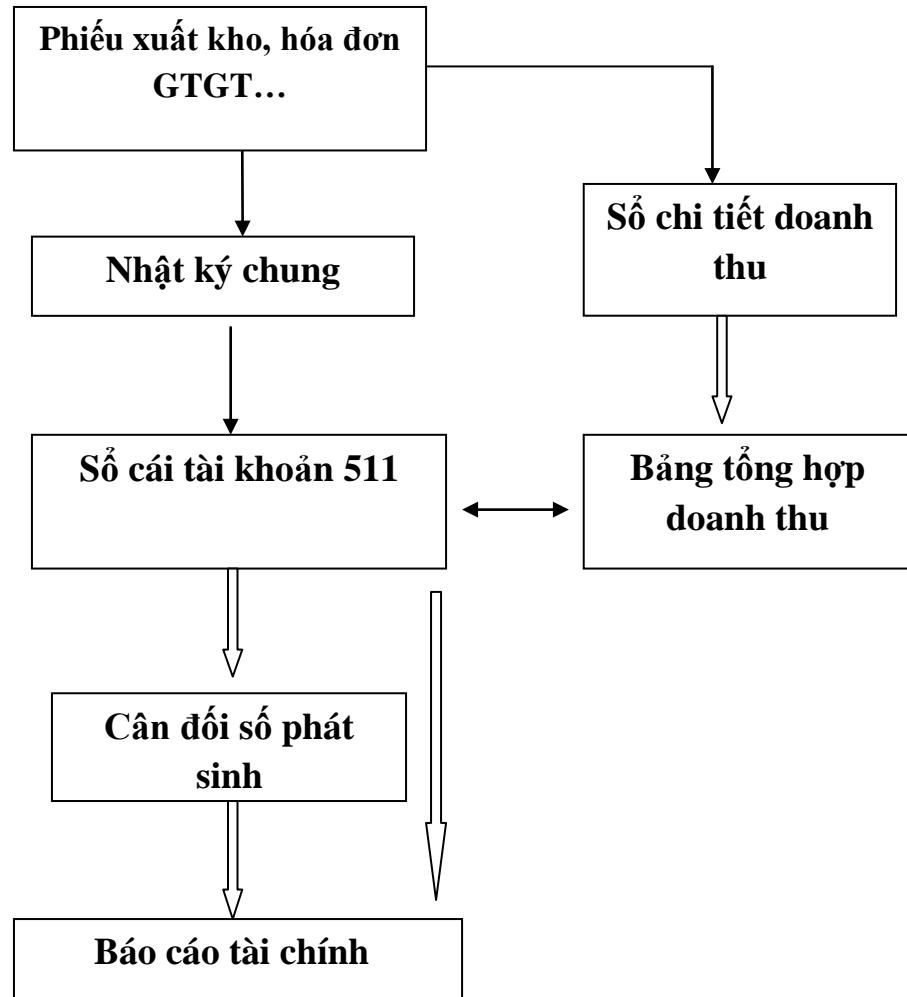 Phiếu xuất kho, hóa đơn
GTGT…
Sổ chi tiết doanh
thu
Nhật ký chung
Sổ cái tài khoản 511
Bảng tổng hợp
doanh thu
Cân đối số phát
sinh
Báo cáo tài chính